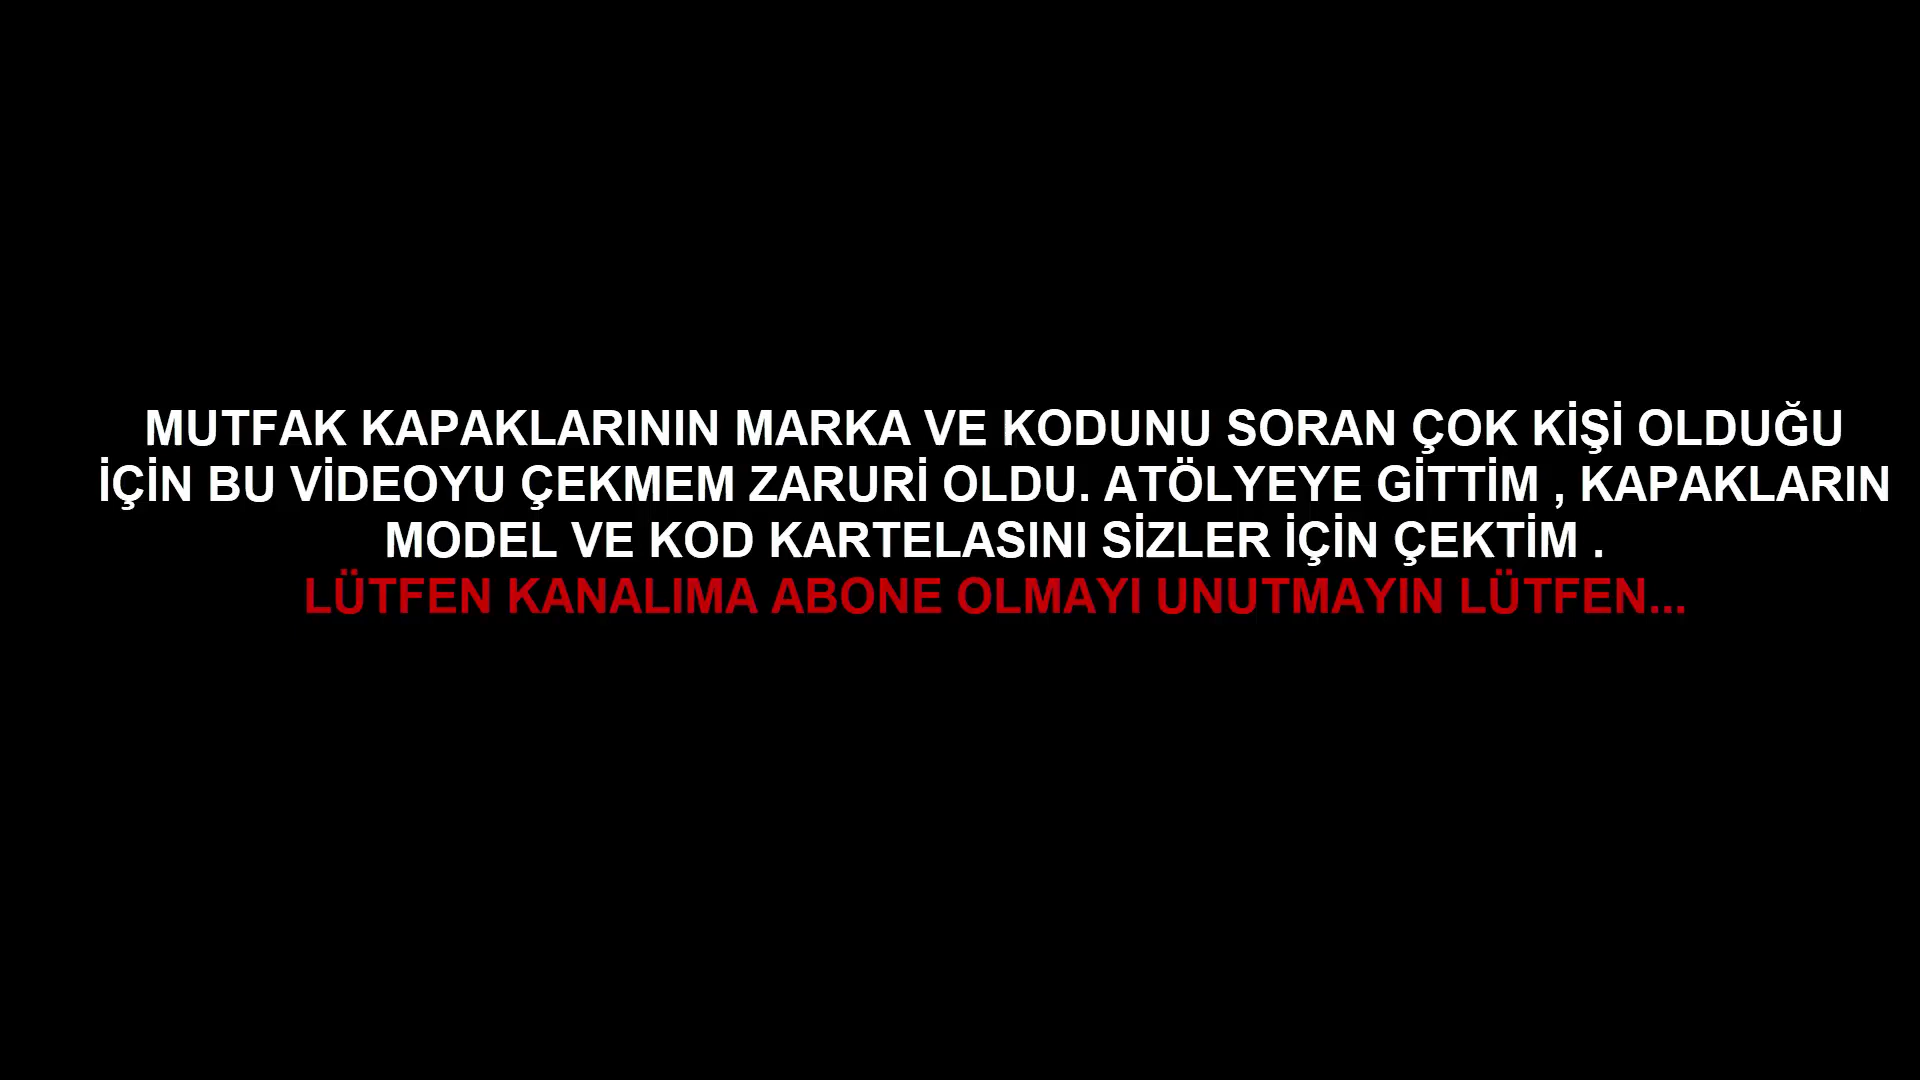 MUTFAK KAPAKLARININ MARKA VE KODUNU SORAN ÇOK KİŞİ OLDUĞU
İÇİN BU VİDEOYU ÇEKMEM ZARURİ OLDU. ATÖLYEYE GİTTİM , KAPAKLARIN
MODEL VE KOD KARTELASINI SİZLER İÇİN ÇEKTİM .
LÜTFEN KANALIMA ABONE OLMAYI UNUTMAYIN LÜTFEN...